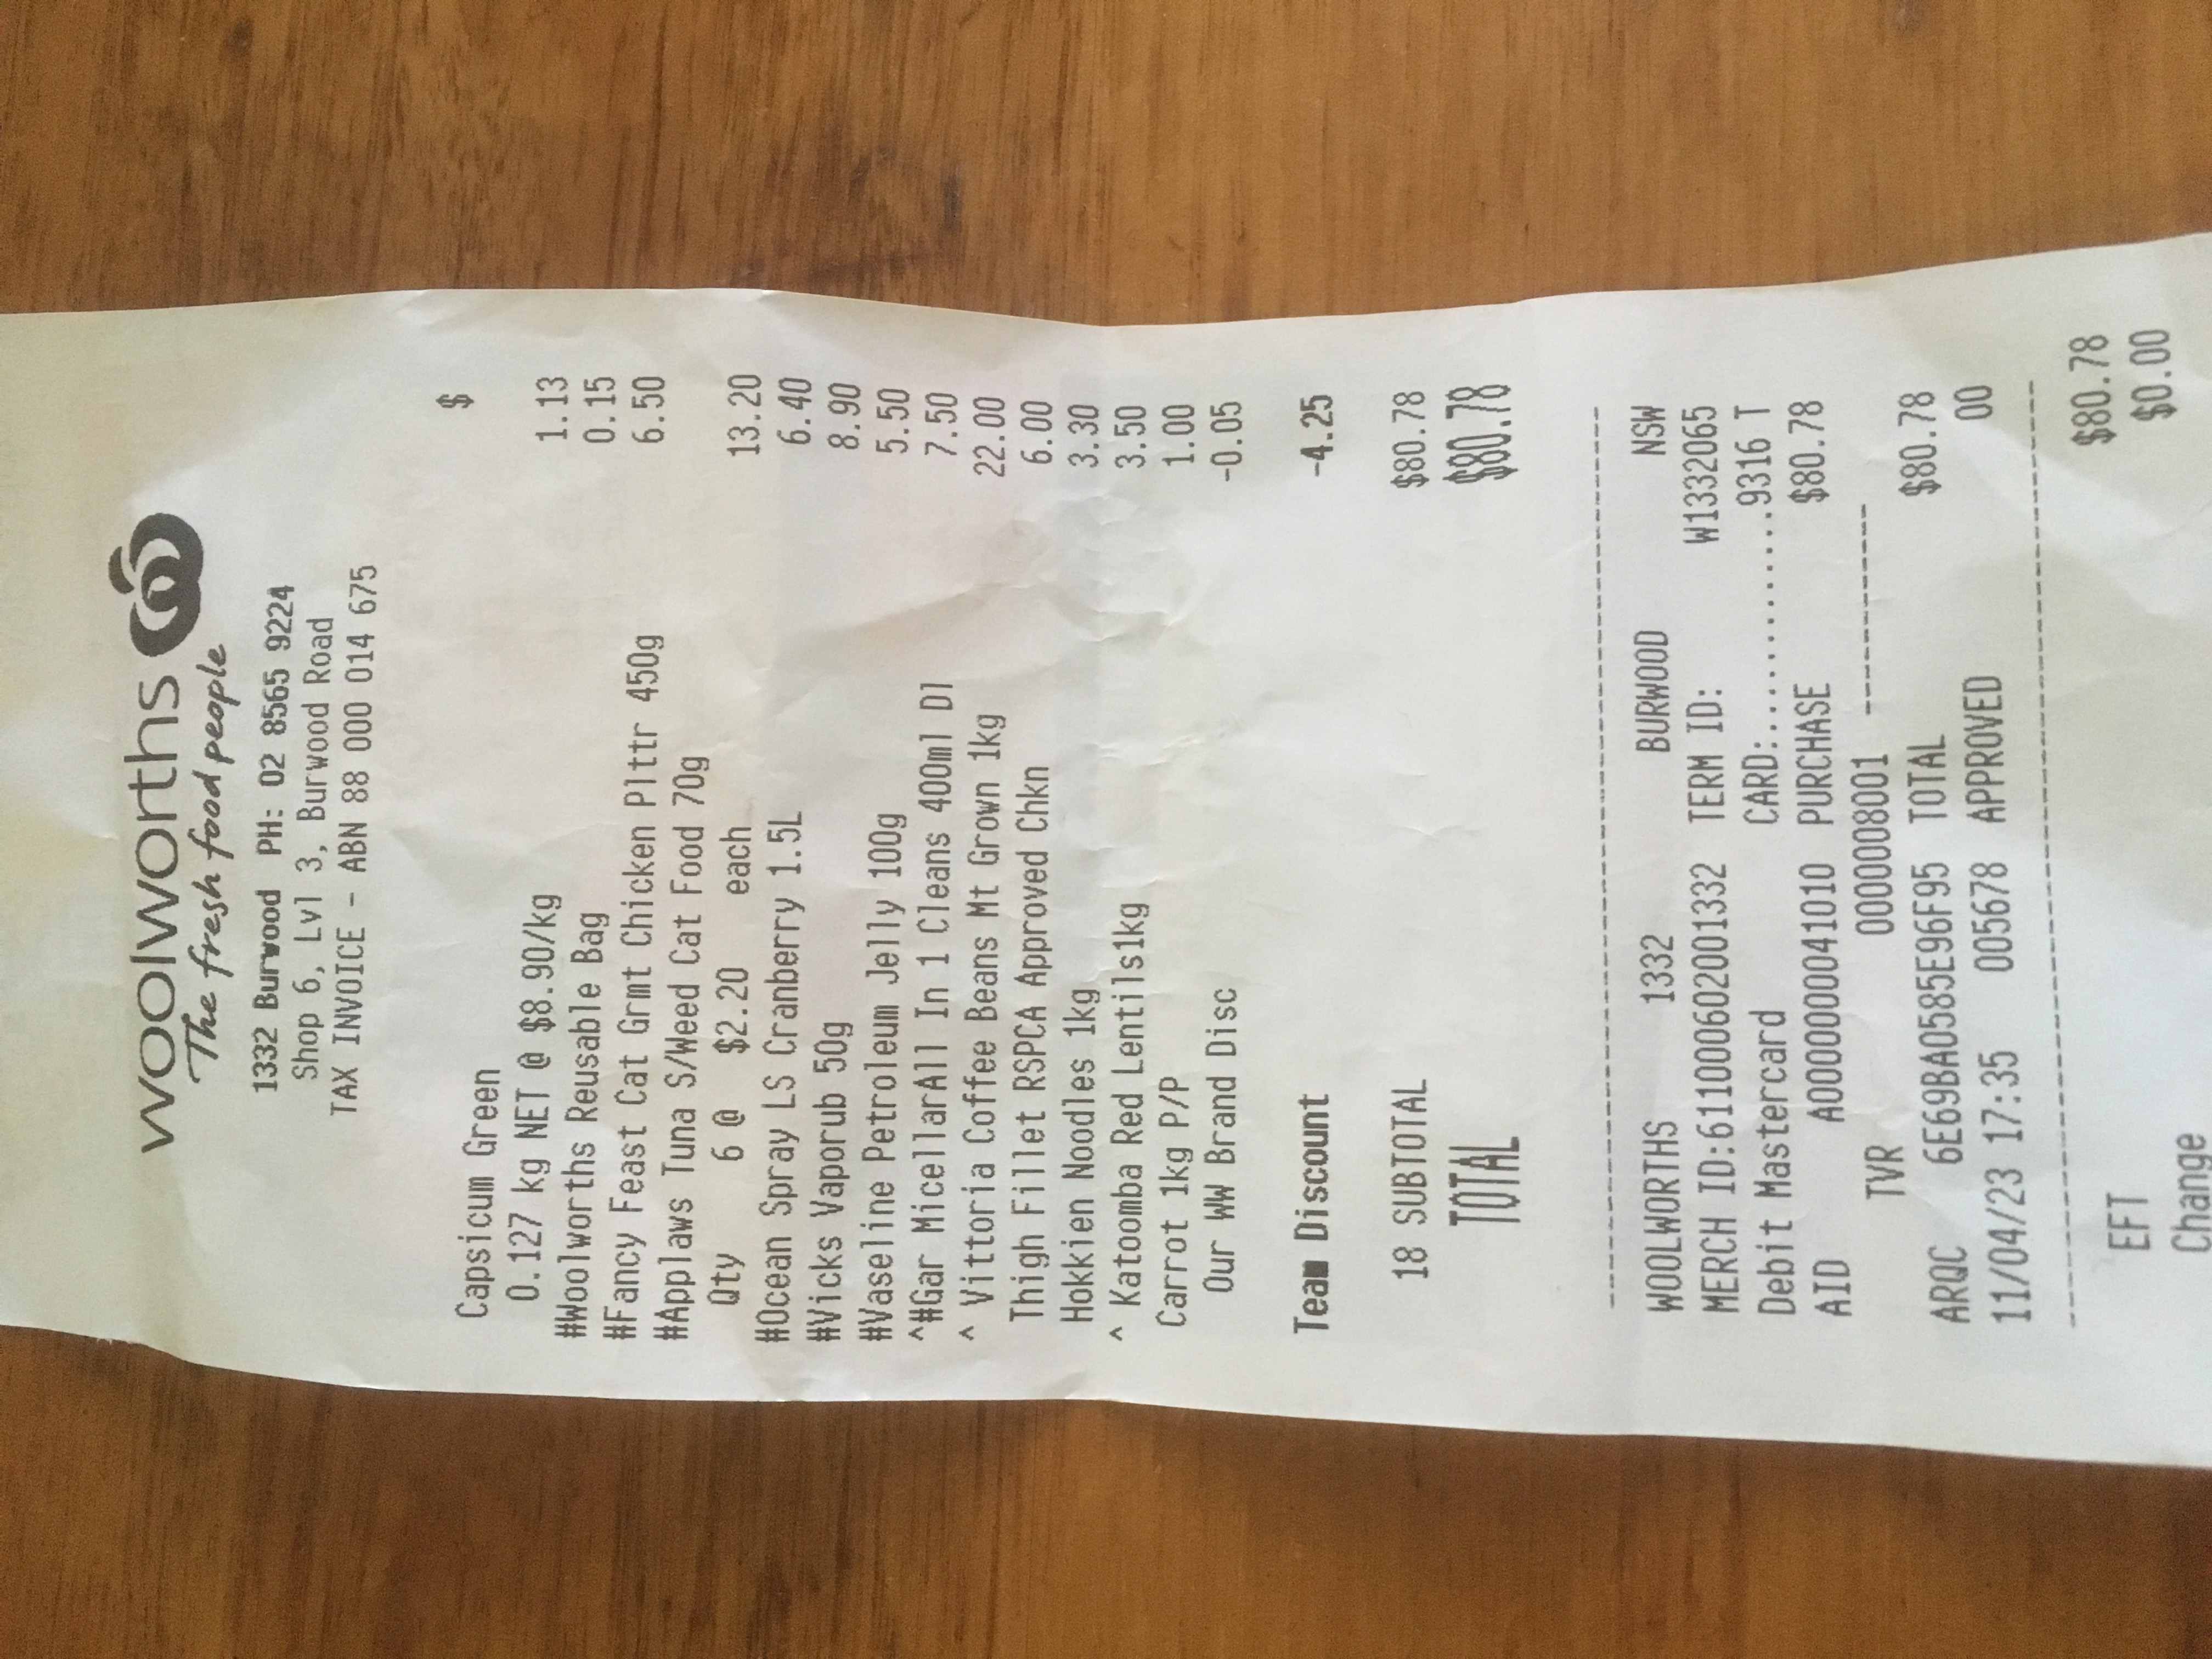 woolworths
The fresh food people
1332 Burwood PH: 02 8565 9224
Shop 6, Lvl 3, Burwood Road
TAX INVOICE - ABN 88 000 014 675
$
Capsicum Green
0.127 kg NET @ $8.90/kg 1.13
#Woolworths Reusable Bag 0.15
#Fancy Feast Cat Grmt Chicken Plttr 450g 6.50
#Applaws Tuna S/Weed Cat Food 70g
Qty 6 @ $2.20 each 13.20
#Ocean Spray LS Cranberry 1.5L 6.40
#Vicks Vaporub 50g 8.90
#Vaseline Petroleum Jelly 100g 5.50
^#Gar MicellarAll In 1 Cleans 400ml DI 7.50
^ Vittoria Coffee Beans Mt Grown 1kg 22.00
Thigh Fillet RSPCA Approved Chkn 6.00
Hokkien Noodles 1kg 3.30
^ Katoomba Red Lentils1kg 3.50
Carrot 1kg P/P 1.00
Our WW Brand Disc -0.05
Team Discount -4.25
18 SUBTOTAL $80.78
TOTAL $80.78
WOOLWORTHS 1332 BURWOOD NSW
MERCH ID:611000602001332 TERM ID: W1332065
Debit Mastercard CARD:..............9316 T
AID A0000000041010 PURCHASE $80.78
TVR 0000008001
ARQC 6E69BA0585E96F95 TOTAL $80.78
11/04/23 17:35 005678 APPROVED 00
EFT $80.78
Change $0.00